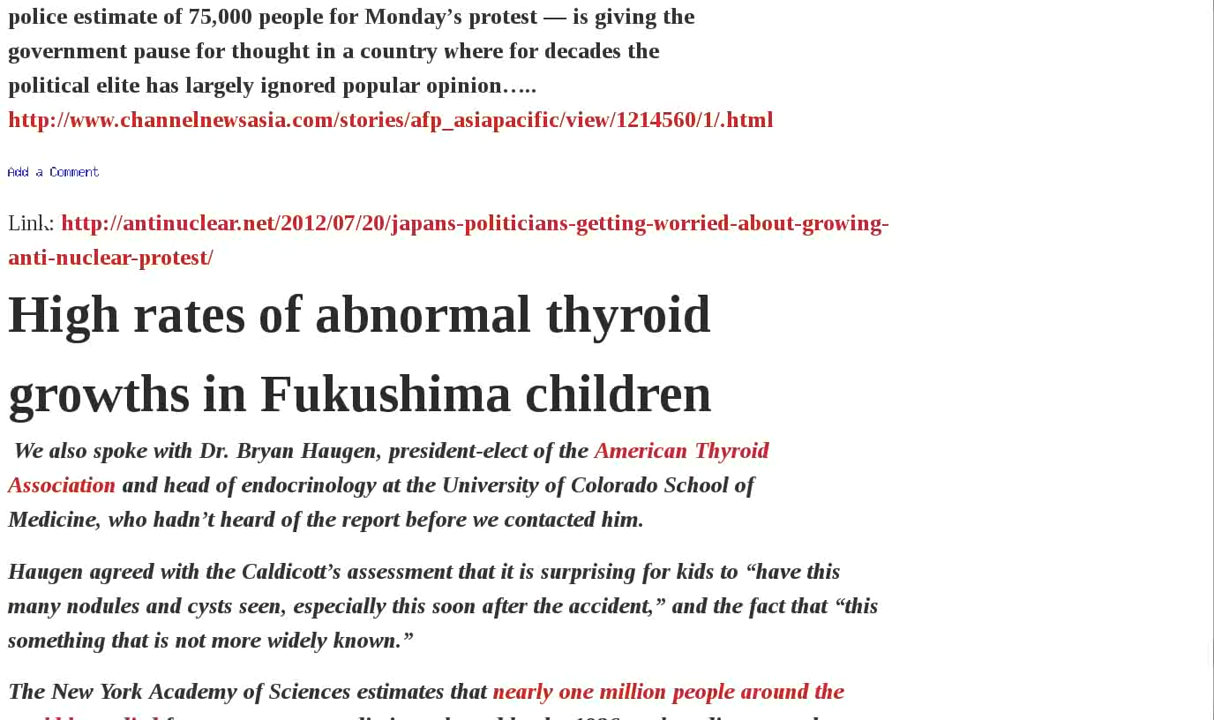 police estimate of 75,000 people for Monday’s protest — is giving the
government pause for thought in a country where for decades the
political elite has largely ignored popular opinion…..
http://www.channelnewsasia.com/stories/afp_asiapacific/view/1214560/1/.html
Add a Comment
Link: http://antinuclear.net/2012/07/20/japans-politicians-getting-worried-about-growing-
anti-nuclear-protest/
High rates of abnormal thyroid
growths in Fukushima children
We also spoke with Dr. Bryan Haugen, president-elect of the American Thyroid
Association and head of endocrinology at the University of Colorado School of
Medicine, who hadn’t heard of the report before we contacted him.
Haugen agreed with the Caldicott’s assessment that it is surprising for kids to “have this
many nodules and cysts seen, especially this soon after the accident,” and the fact that “this
something that is not more widely known.”
The New York Academy of Sciences estimates that nearly one million people around the